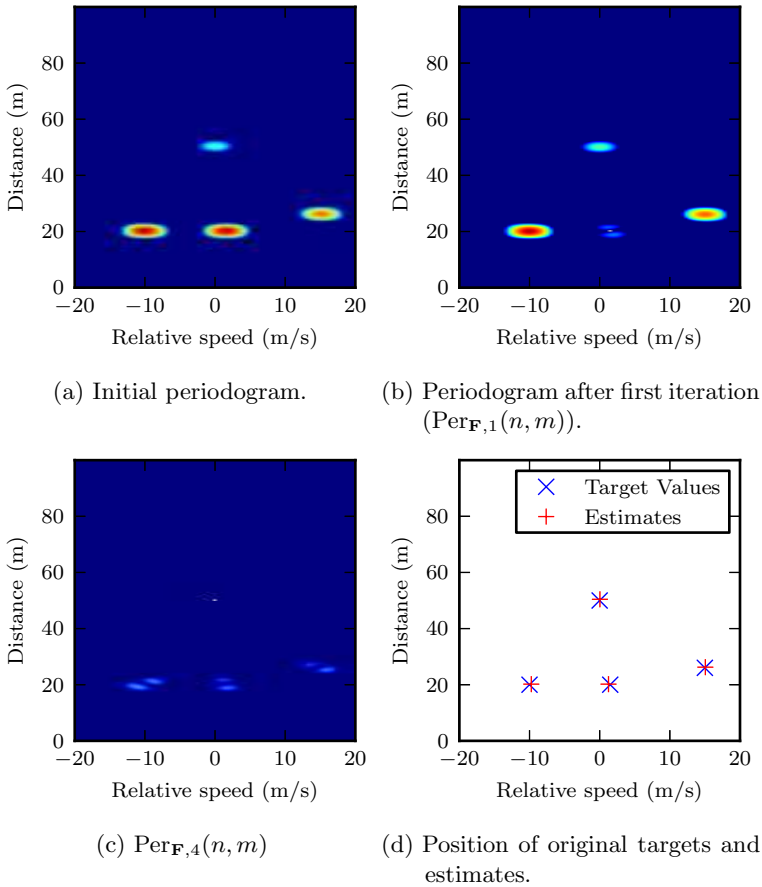 80
60
40
20
0
Distance (m)
−20 −10 0 10 20
Relative speed (m/s)
(a) Initial periodogram.
80
60
40
20
0
Distance (m)
−20 −10 0 10 20
Relative speed (m/s)
(b) Periodogram after first iteration
(Per_F,1(n, m)).
80
60
40
20
0
Distance (m)
−20 −10 0 10 20
Relative speed (m/s)
(c) Per_F,4(n, m)
Target Values
Estimates
80
60
40
20
0
Distance (m)
−20 −10 0 10 20
Relative speed (m/s)
(d) Position of original targets and
estimates.